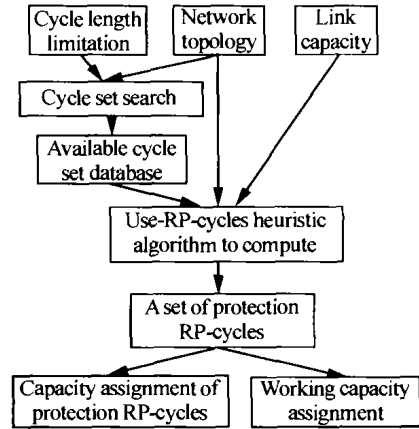 Cycle length
limitation
Network
topology
Link
capacity
Cycle set search
Available cycle
set database
Use-RP-cycles heuristic
algorithm to compute
A set of protection
RP-cycles
Capacity assignment of
protection RP-cycles
Working capacity
assignment